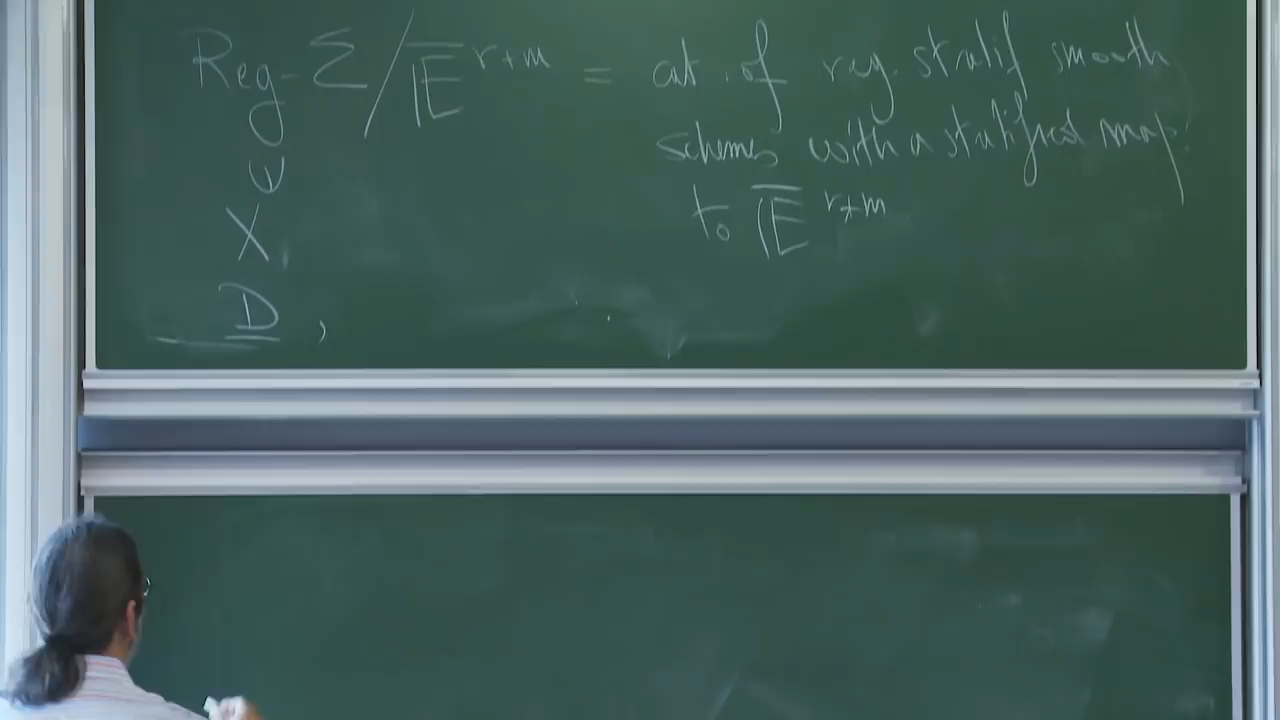 Reg-Σ/𝔼̅^{r+m} = cat. of reg. stratif smooth
schemes with a stratified map
to 𝔼̅^{r+m}
∪
X,
D,